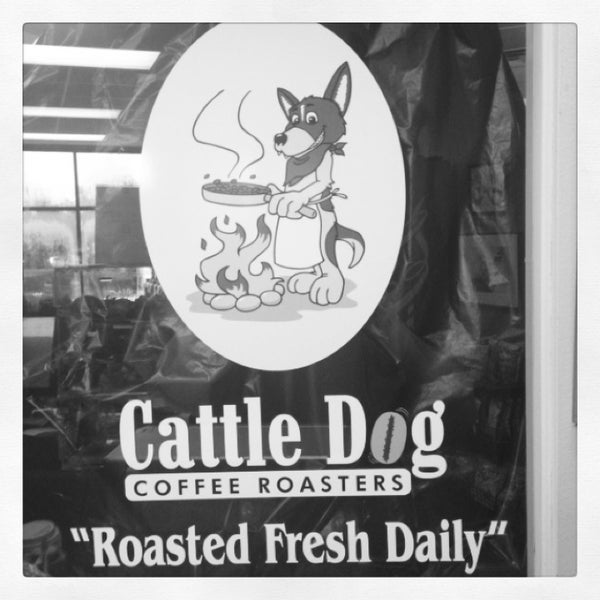 Cattle Dog
COFFEE ROASTERS
"Roasted Fresh Daily"